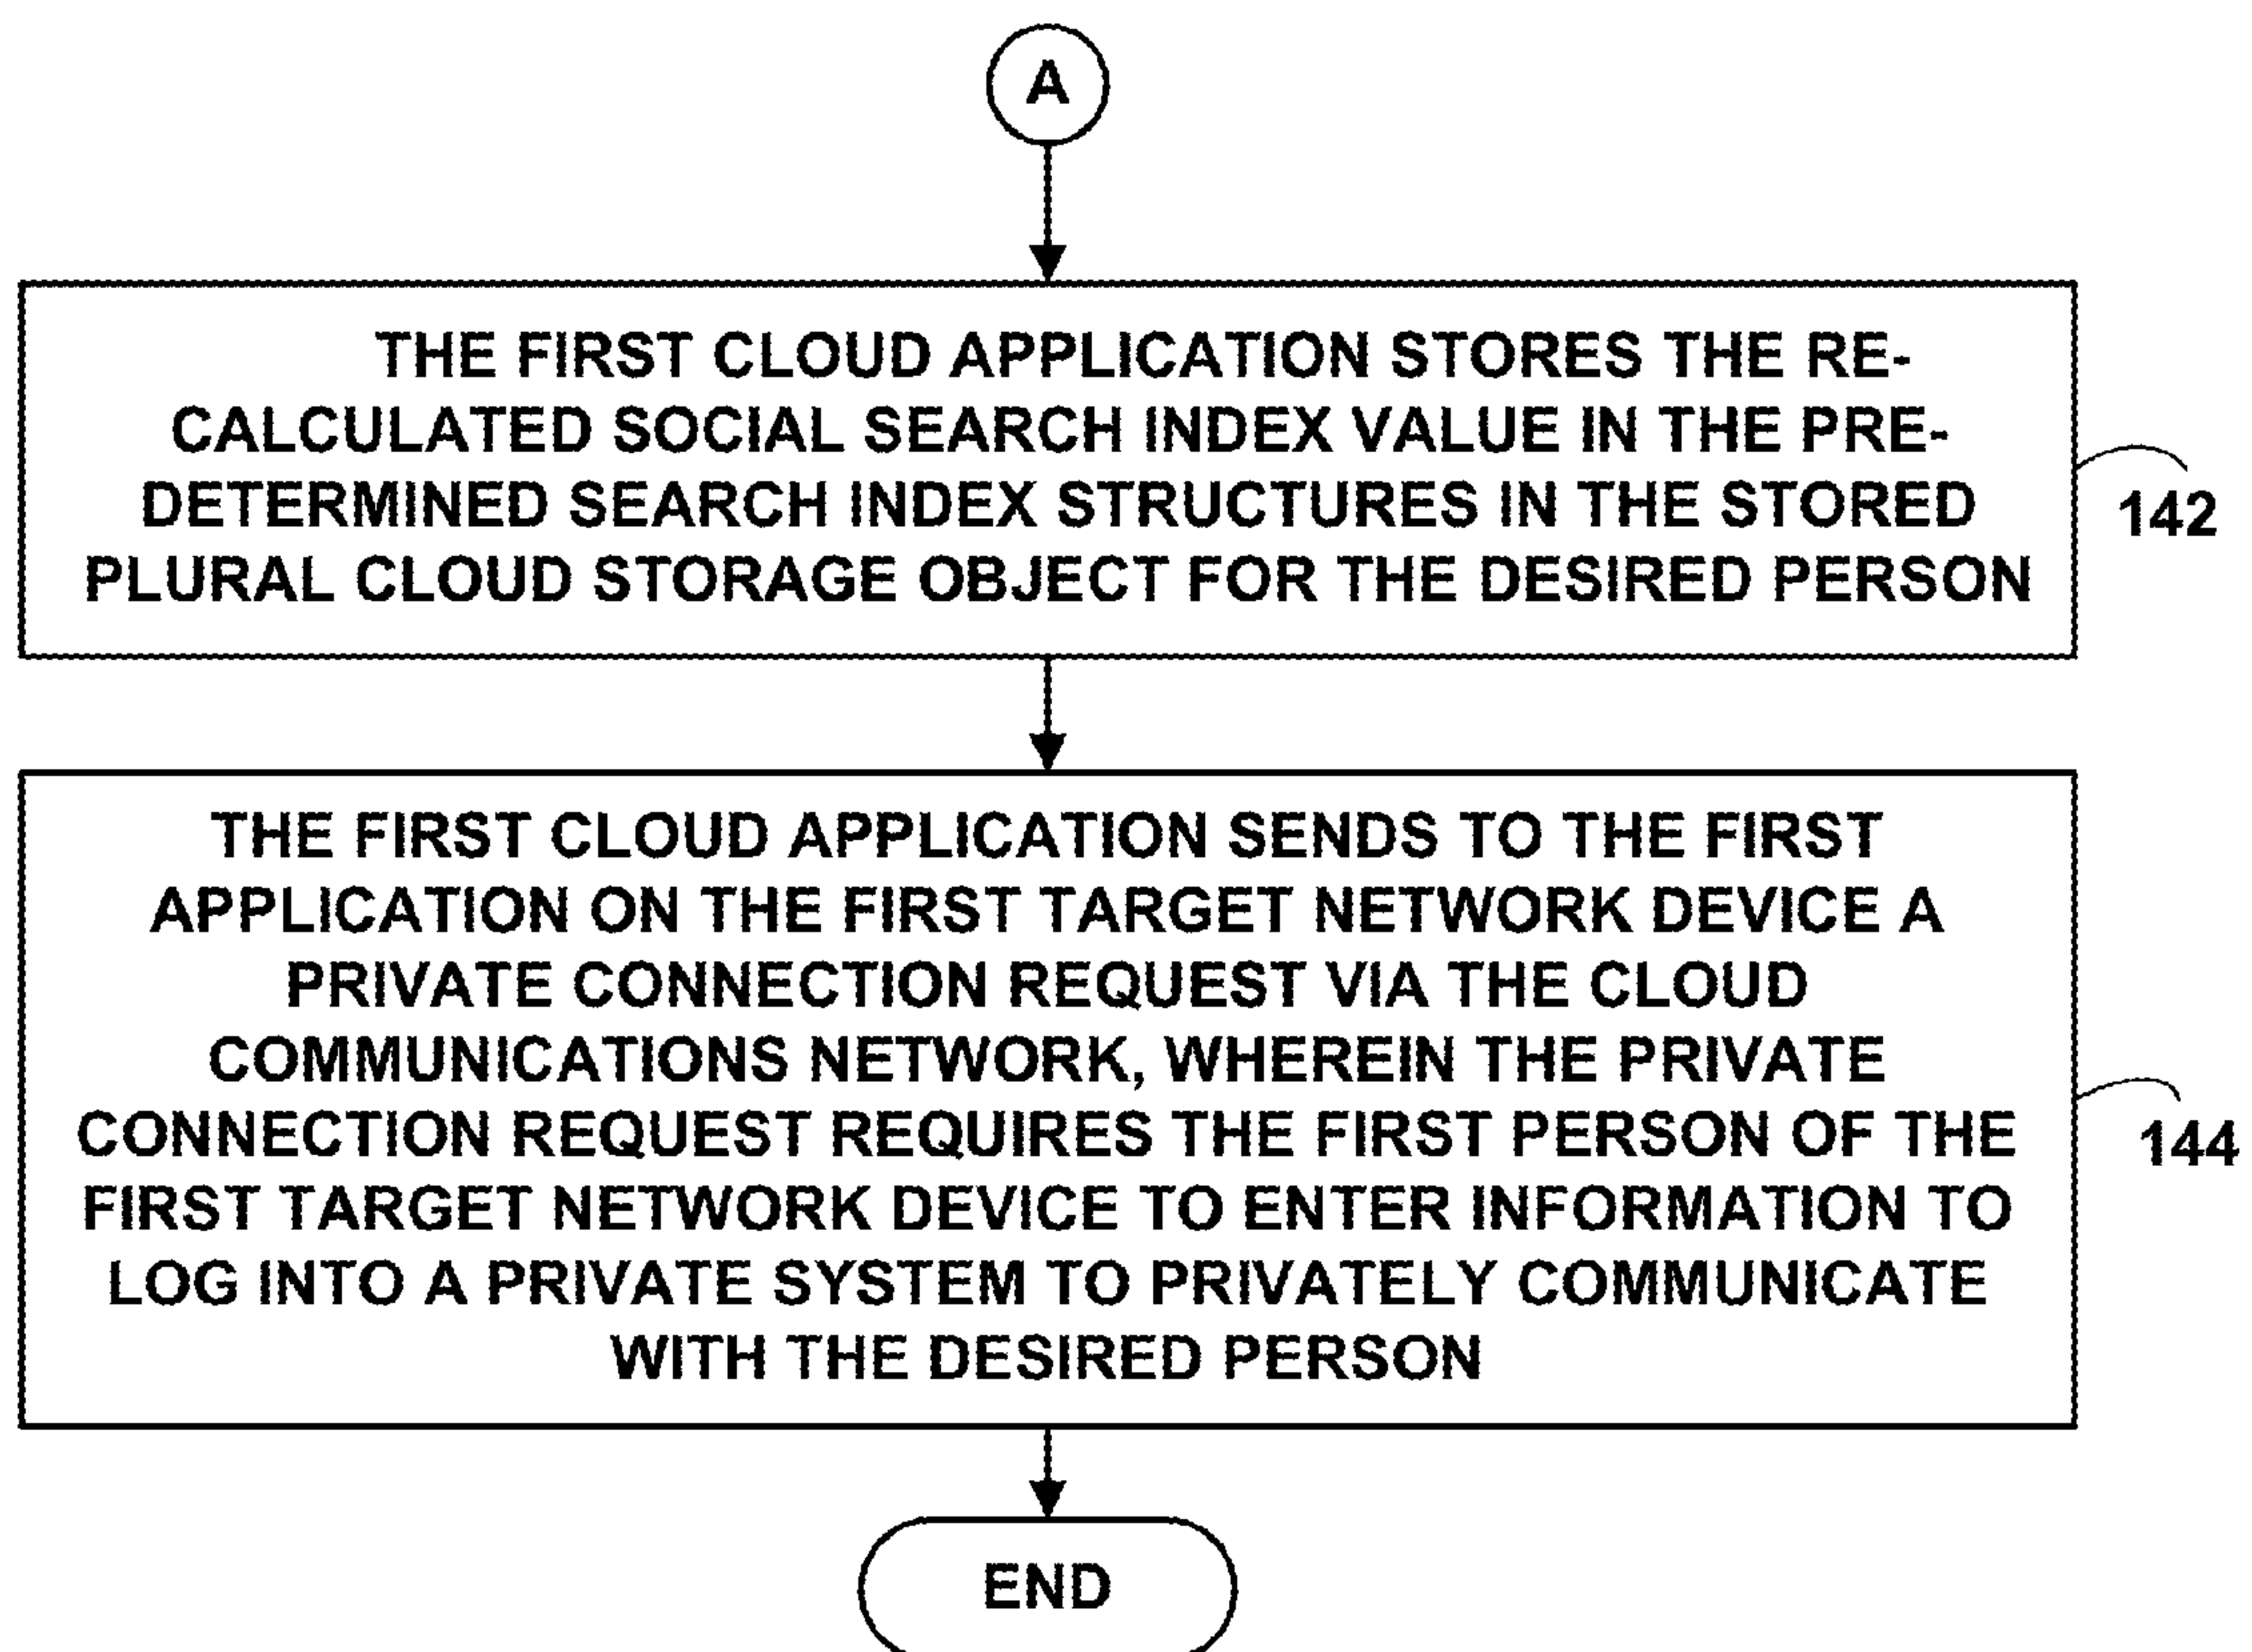 A
THE FIRST CLOUD APPLICATION STORES THE RE-
CALCULATED SOCIAL SEARCH INDEX VALUE IN THE PRE-
DETERMINED SEARCH INDEX STRUCTURES IN THE STORED
PLURAL CLOUD STORAGE OBJECT FOR THE DESIRED PERSON
142
THE FIRST CLOUD APPLICATION SENDS TO THE FIRST
APPLICATION ON THE FIRST TARGET NETWORK DEVICE A
PRIVATE CONNECTION REQUEST VIA THE CLOUD
COMMUNICATIONS NETWORK, WHEREIN THE PRIVATE
CONNECTION REQUEST REQUIRES THE FIRST PERSON OF THE
FIRST TARGET NETWORK DEVICE TO ENTER INFORMATION TO
LOG INTO A PRIVATE SYSTEM TO PRIVATELY COMMUNICATE
WITH THE DESIRED PERSON
144
END